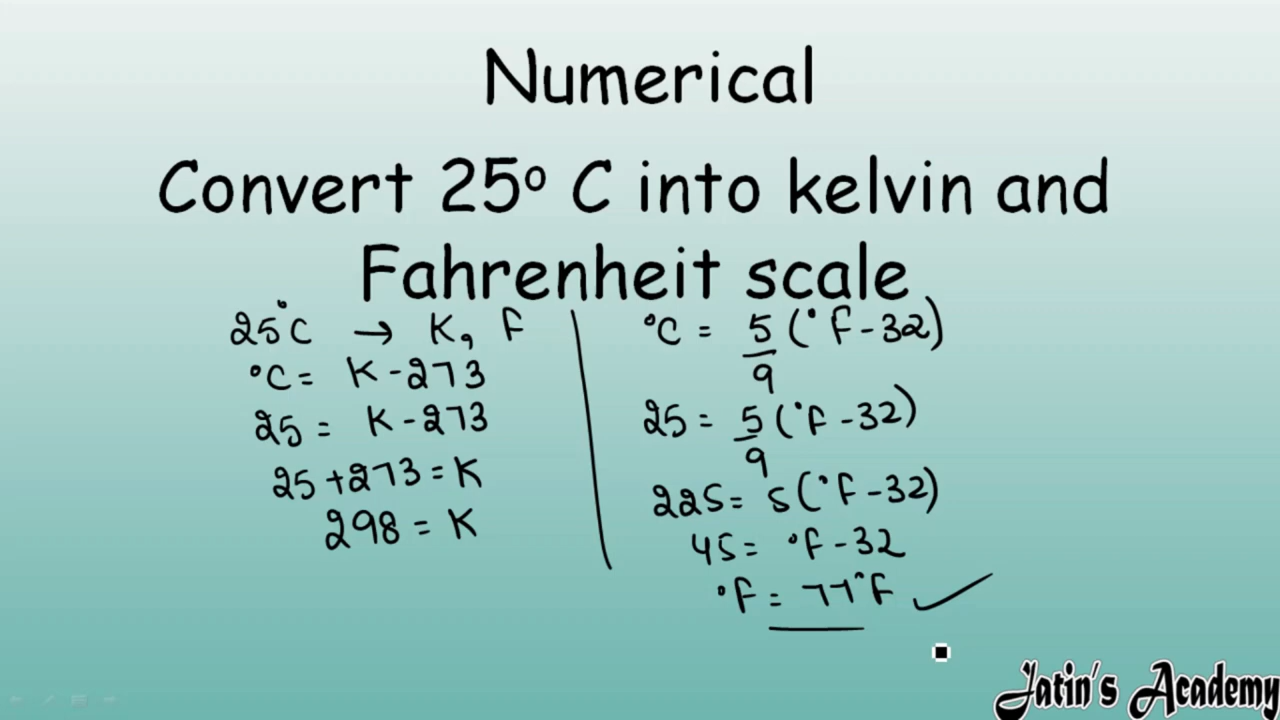 Numerical
Convert 25° C into kelvin and
Fahrenheit scale
25°C → K, F
°C = K - 273
25 = K - 273
25 + 273 = K
298 = K
°C = 5/9 (°F - 32)
25 = 5/9 (°F - 32)
225 = 5(°F - 32)
45 = °F - 32
°F = 77°F ✓
Jatin's Academy